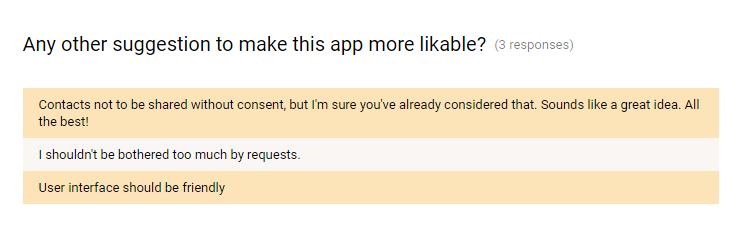 Any other suggestion to make this app more likable? (3 responses)
Contacts not to be shared without consent, but I'm sure you've already considered that. Sounds like a great idea. All
the best!
I shouldn't be bothered too much by requests.
User interface should be friendly